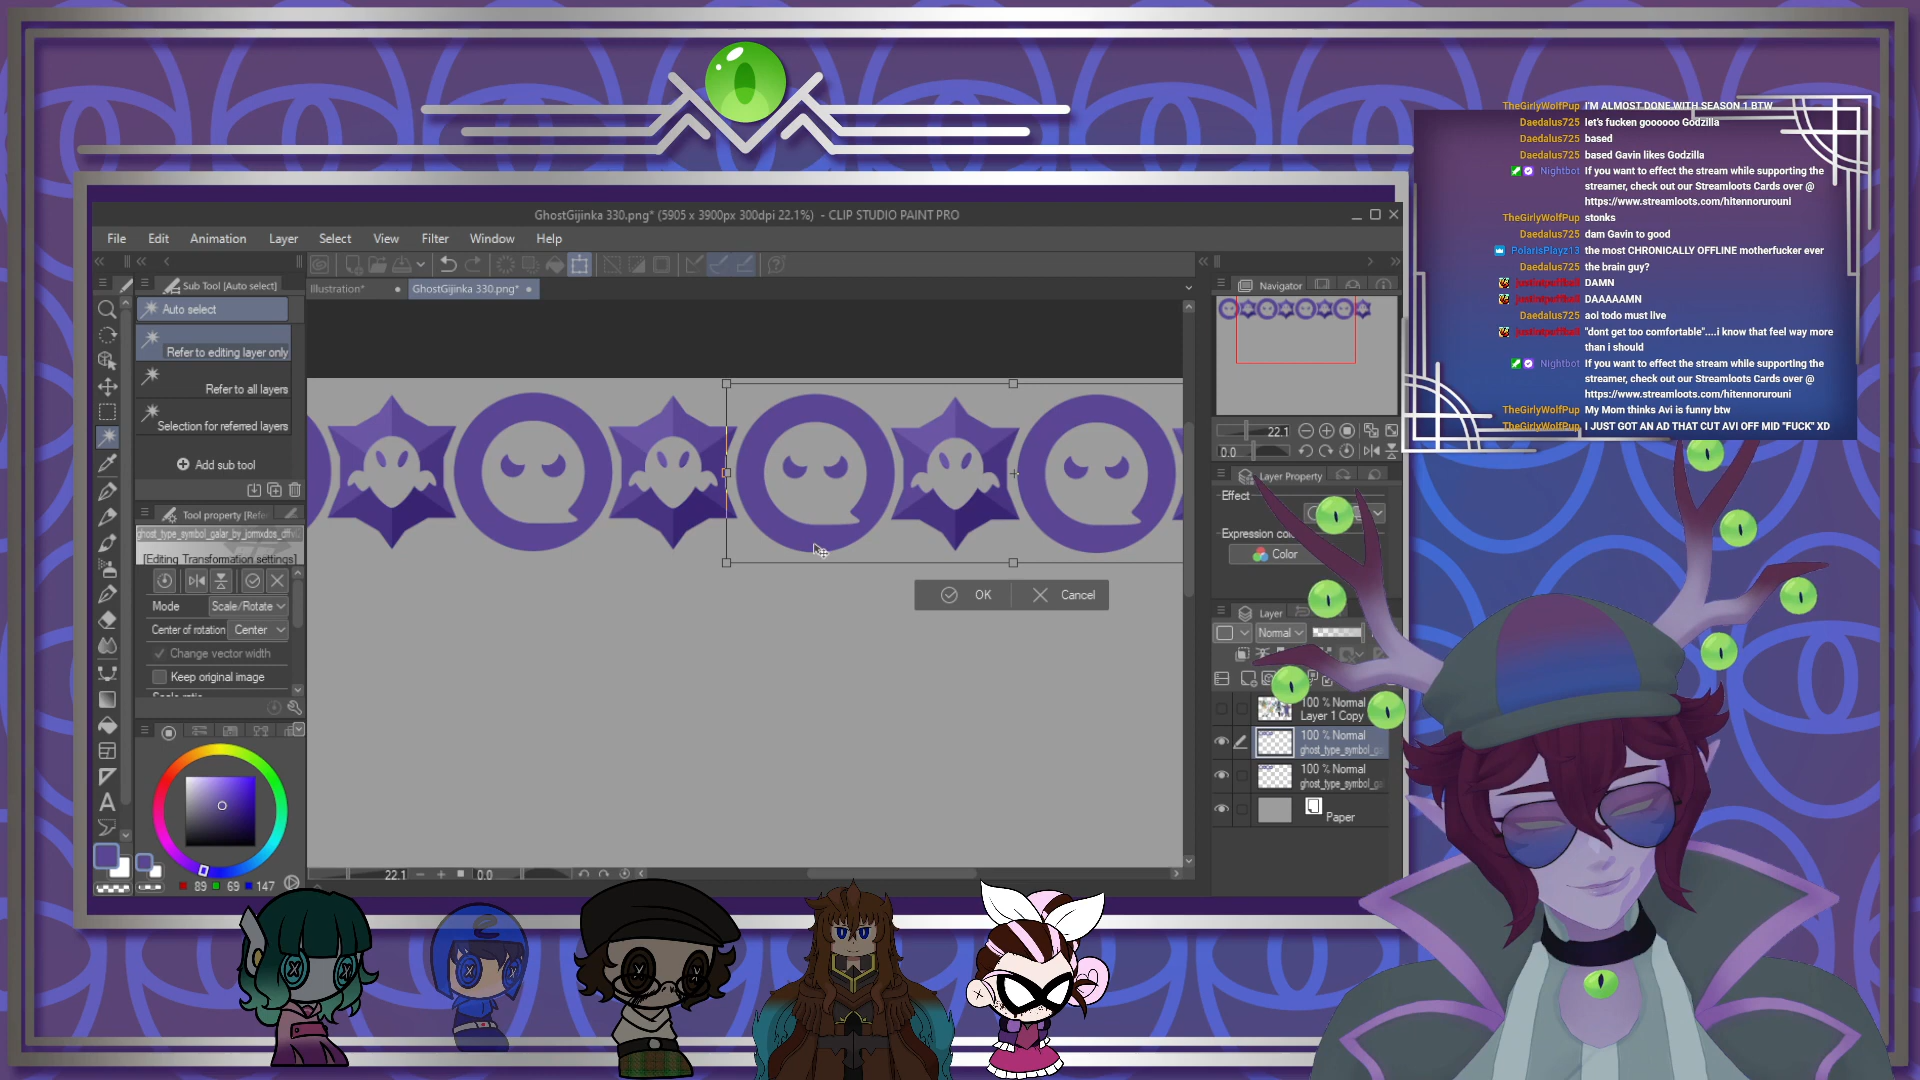 GhostGijinka 330.png* (5905 x 3900px 300dpi 22.1%) - CLIP STUDIO PAINT PRO
File Edit Animation Layer Select View Filter Window Help
Sub Tool [Auto select]
Auto select
Refer to editing layer only
Refer to all layers
Selection for referred layers
Add sub tool
Tool property [Refe
[Editing Transformation settings]
Mode Scale/Rotate
Center of rotation Center
Change vector width
Keep original image
89 69 147
Illustration*
GhostGijinka 330.png*
OK Cancel
22.1 0.0
Navigator
22.1
0.0
Layer Property
Effect
Expression
Color
Layer
Normal
100 % Normal
Layer 1 Copy
100 % Normal
ghost_type_symbol_ga
100 % Normal
ghost_type_symbol_ga
Paper
TheGirlyWolfPup I'M ALMOST DONE WITH SEASON 1 BTW
Daedalus725 let's fucken goooooo Godzilla
Daedalus725 based
Daedalus725 based Gavin likes Godzilla
Nightbot If you want to effect the stream while supporting the
streamer, check out our Streamloots Cards over @
https://www.streamloots.com/hitennorurouni
TheGirlyWolfPup stonks
Daedalus725 dam Gavin to good
PolarisPlayz13 the most CHRONICALLY OFFLINE motherfucker ever
Daedalus725 the brain guy?
DAMN
DAAAAAMN
Daedalus725 aoi todo must live
"dont get too comfortable"....i know that feel way more
than i should
Nightbot If you want to effect the stream while supporting the
streamer, check out our Streamloots Cards over @
https://www.streamloots.com/hitennorurouni
TheGirlyWolfPup My Mom thinks Avi is funny btw
TheGirlyWolfPup I JUST GOT AN AD THAT CUT AVI OFF MID "FUCK" XD